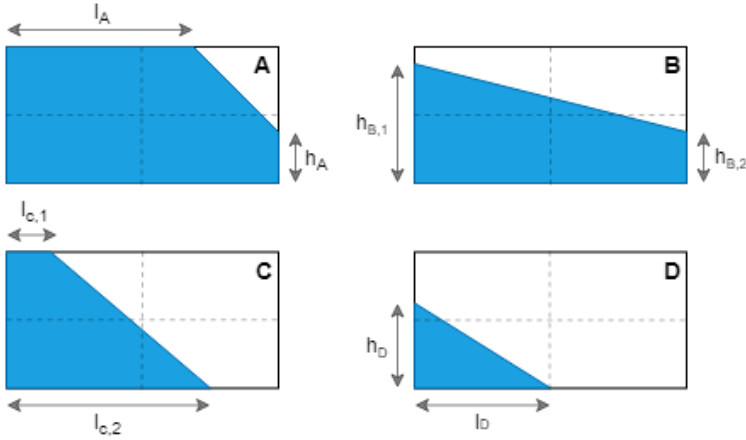 l_A
A
h_A
B
h_B,1
h_B,2
l_c,1
C
l_c,2
D
h_D
l_D